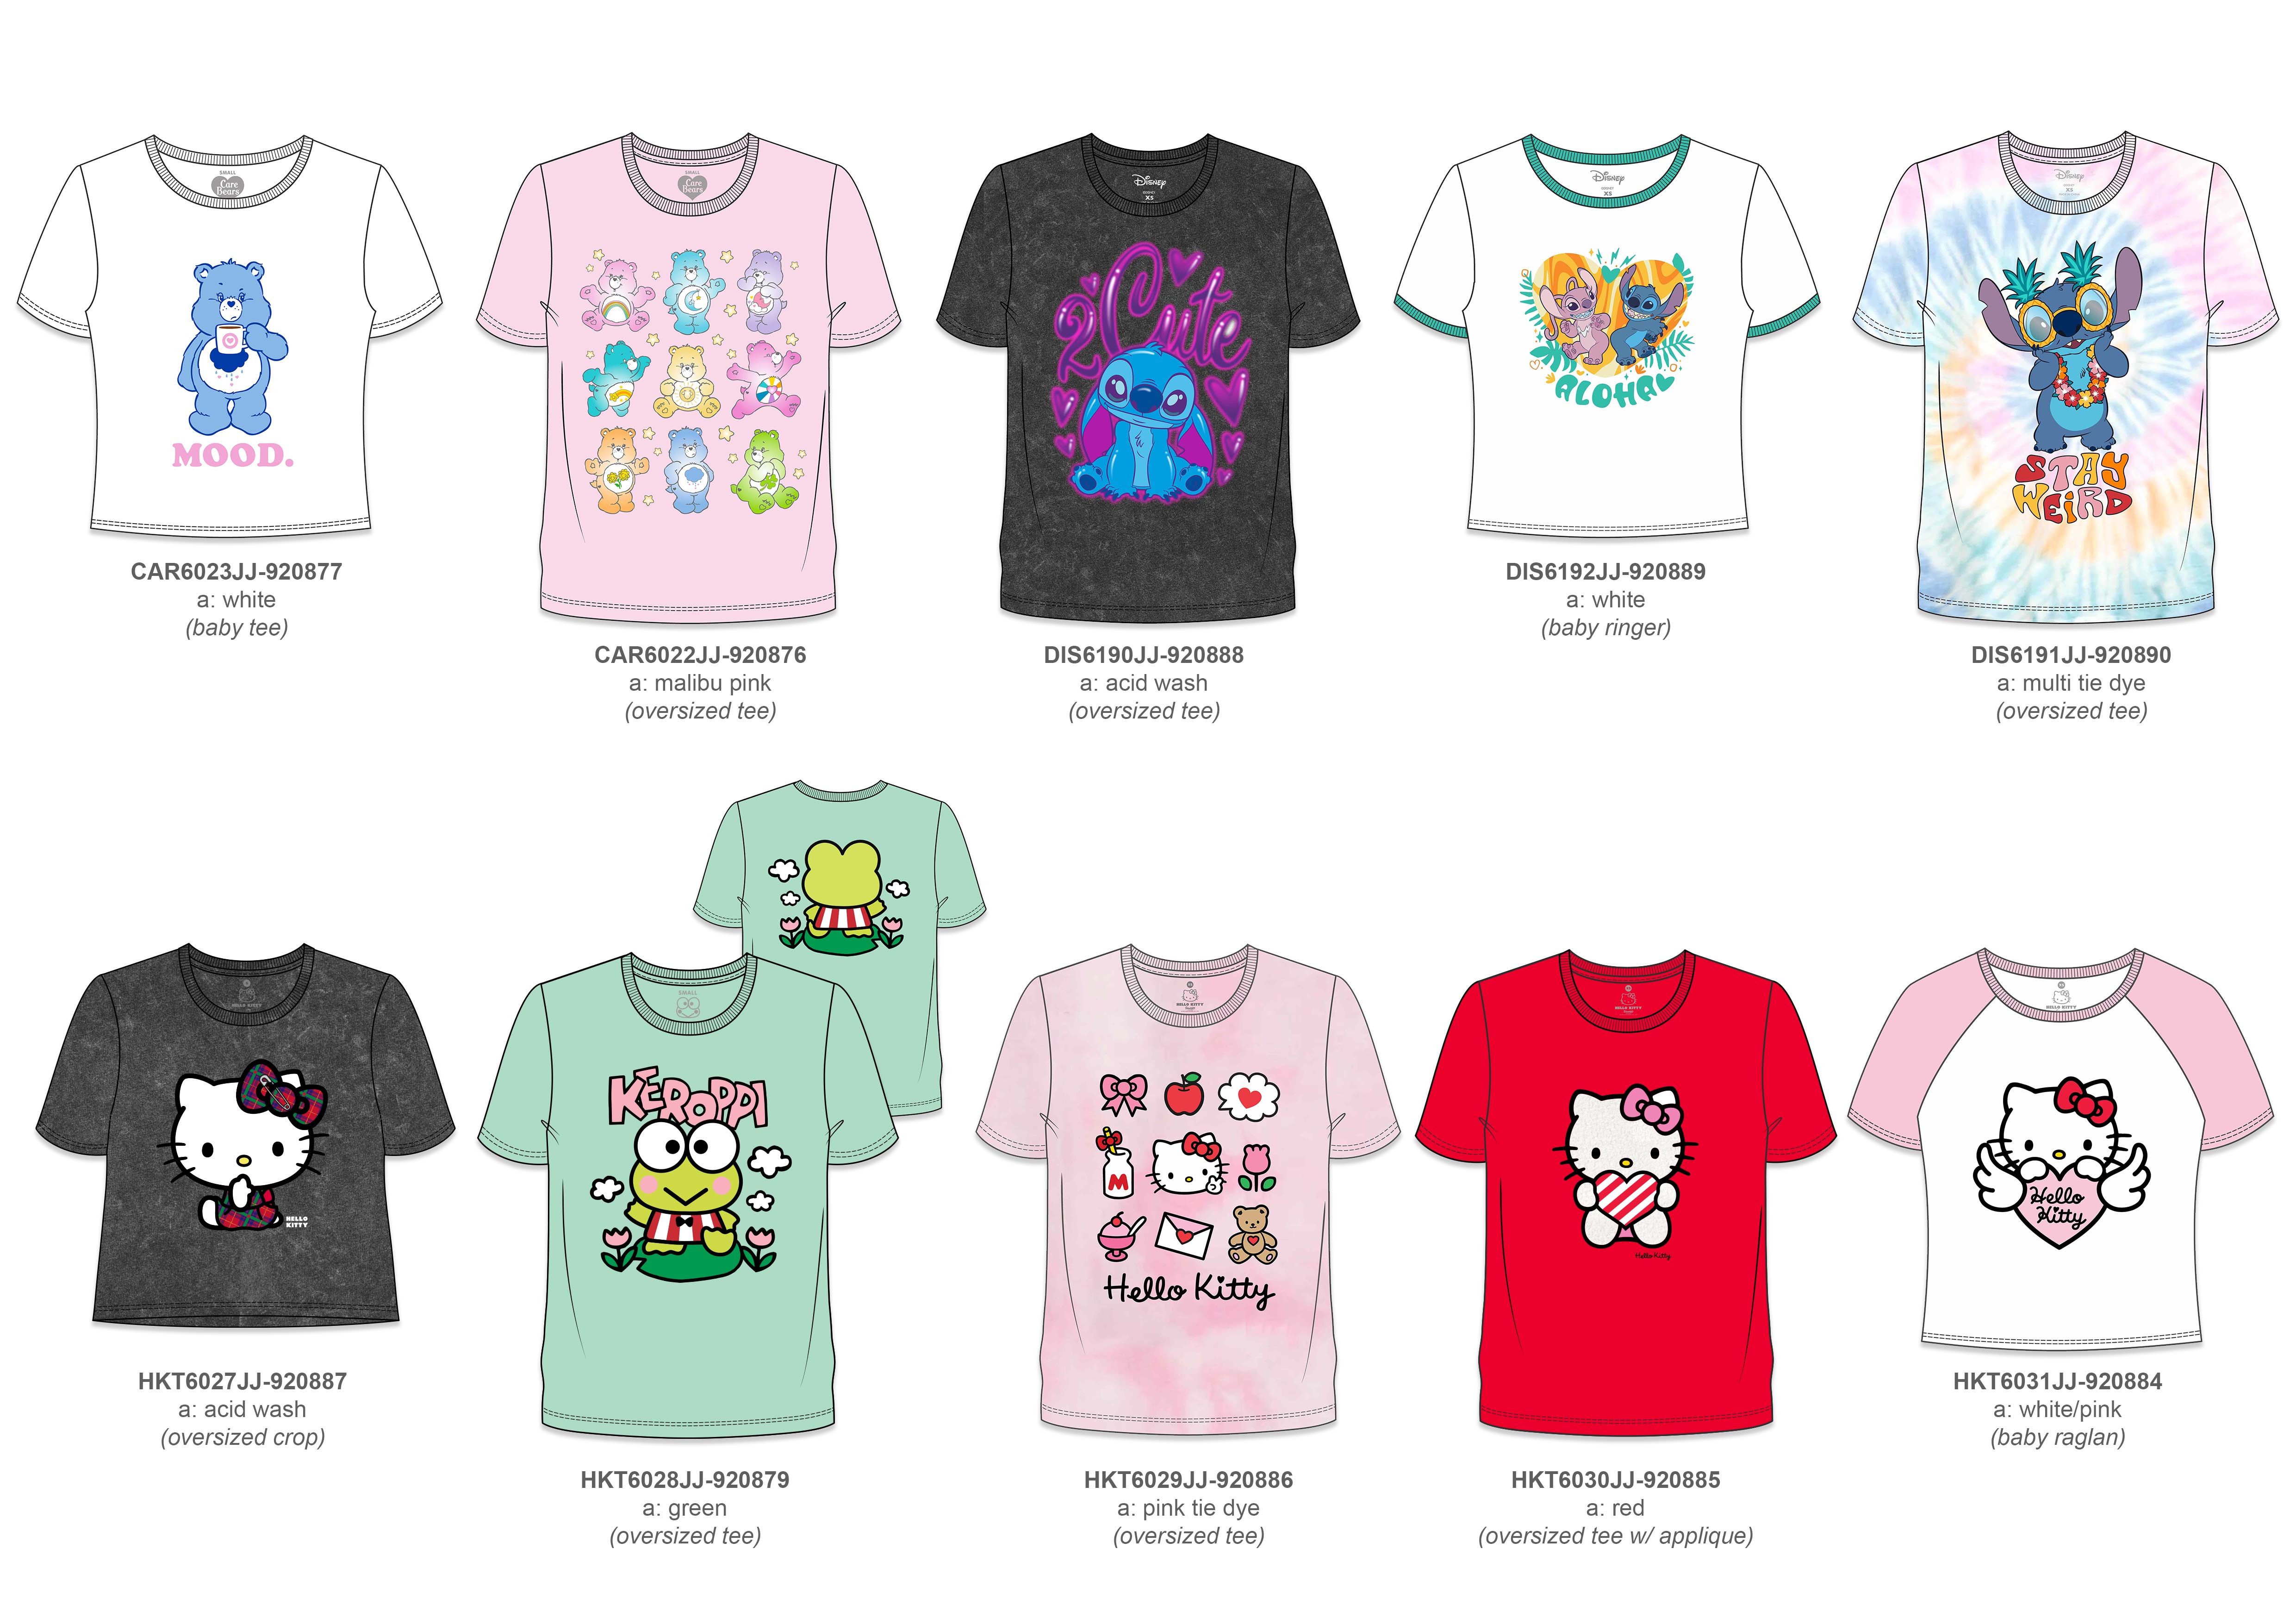 SMALL
Care
Bears
MOOD.
CAR6023JJ-920877
a: white
(baby tee)
SMALL
Care
Bears
CAR6022JJ-920876
a: malibu pink
(oversized tee)
Disney
XS
2 Cute
DIS6190JJ-920888
a: acid wash
(oversized tee)
Disney
XS
ALOHA
DIS6192JJ-920889
a: white
(baby ringer)
Disney
XS
STAY
WEiRD
DIS6191JJ-920890
a: multi tie dye
(oversized tee)
HELLO KITTY
HELLO
KITTY
HKT6027JJ-920887
a: acid wash
(oversized crop)
SMALL
KEROPPI
HKT6028JJ-920879
a: green
(oversized tee)
HELLO KITTY
M
Hello Kitty
HKT6029JJ-920886
a: pink tie dye
(oversized tee)
HELLO KITTY
Hello Kitty
HKT6030JJ-920885
a: red
(oversized tee w/ applique)
HELLO KITTY
Hello
Kitty
HKT6031JJ-920884
a: white/pink
(baby raglan)